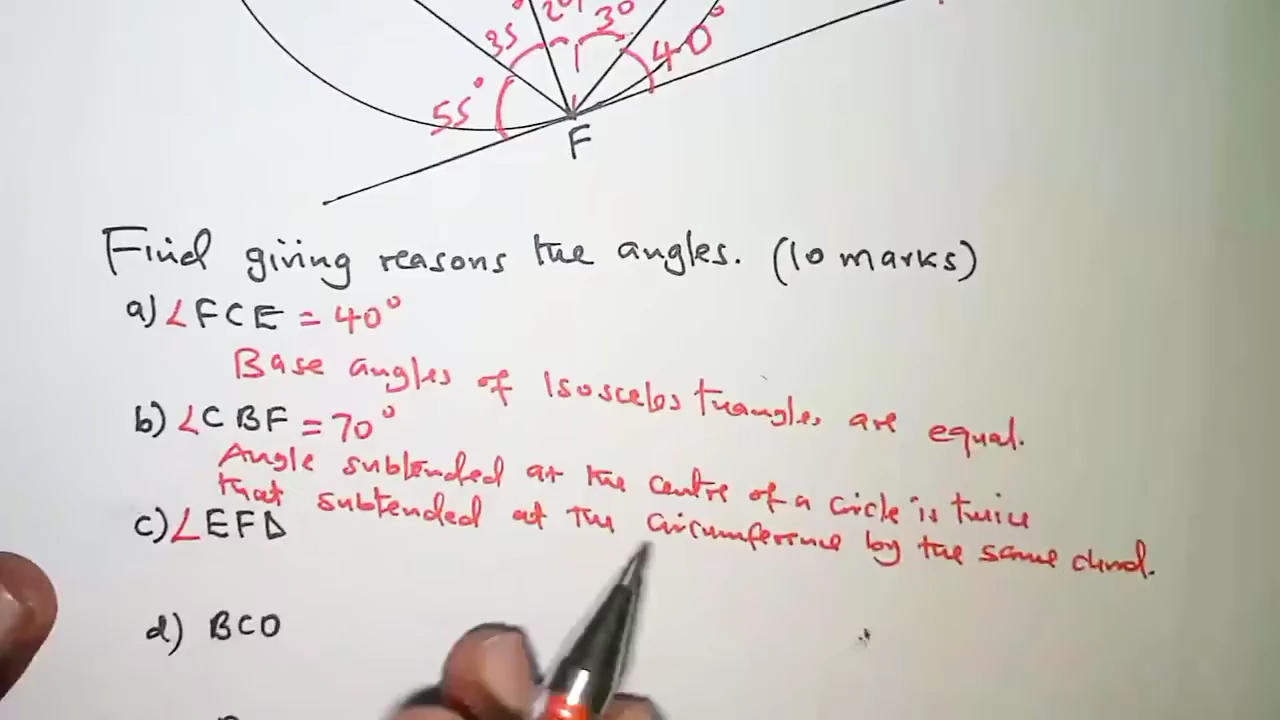 35° 20° 30
40°
55°
F
Find giving reasons the angles. (10 marks)
a) ∠FCE = 40°
Base angles of Isosceles triangles are equal.
b) ∠CBF = 70°
Angle subtended at the centre of a circle is twice
that subtended at the circumference by the same chord.
c) ∠EFD
d) BCO